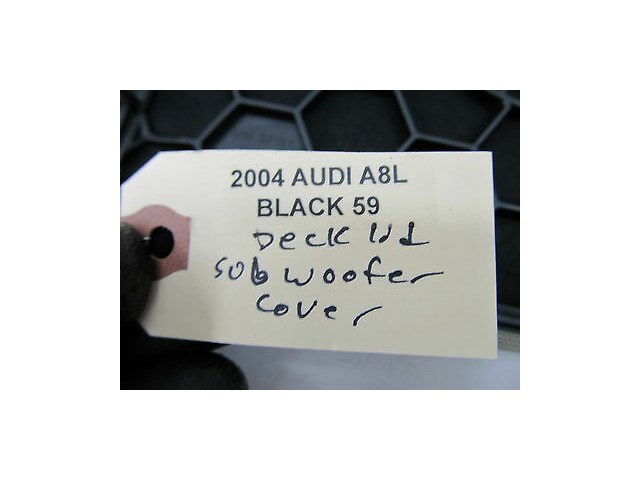 2004 AUDI A8L
BLACK 59
Deck lid
subwoofer
cover